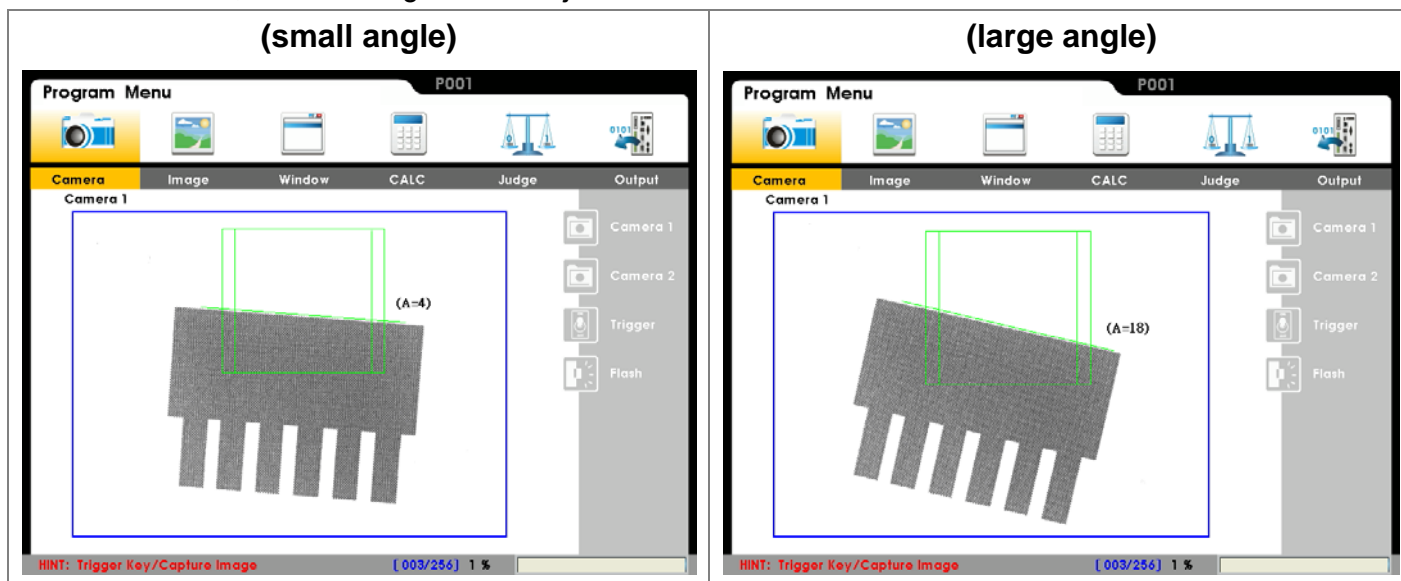 (small angle)
(large angle)
P001
Program Menu
0101
Camera Image Window CALC Judge Output
Camera 1
Camera 1
Camera 2
(A=4)
Trigger
Flash
HINT: Trigger Key/Capture Image [003/256] 1 %
P001
Program Menu
0101
Camera Image Window CALC Judge Output
Camera 1
Camera 1
Camera 2
(A=18)
Trigger
Flash
HINT: Trigger Key/Capture Image [003/256] 1 %